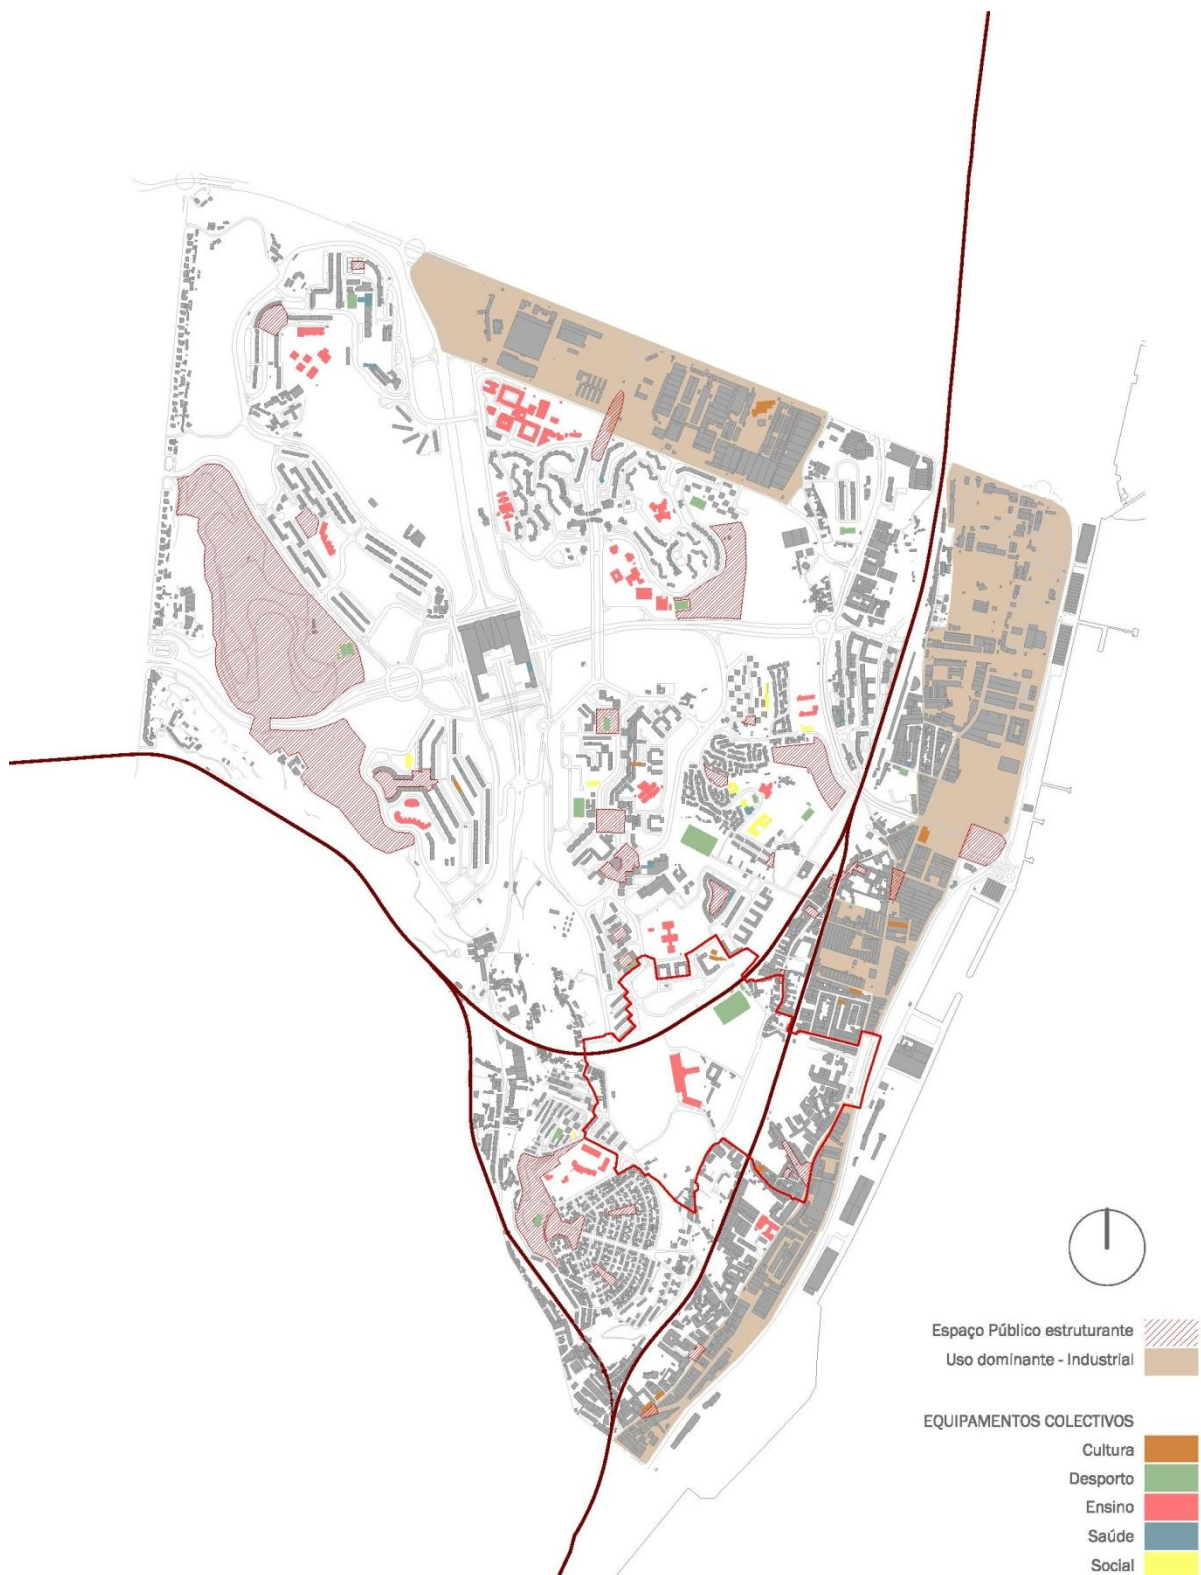 Espaço Público estruturante
Uso dominante - Industrial
EQUIPAMENTOS COLECTIVOS
Cultura
Desporto
Ensino
Saúde
Social